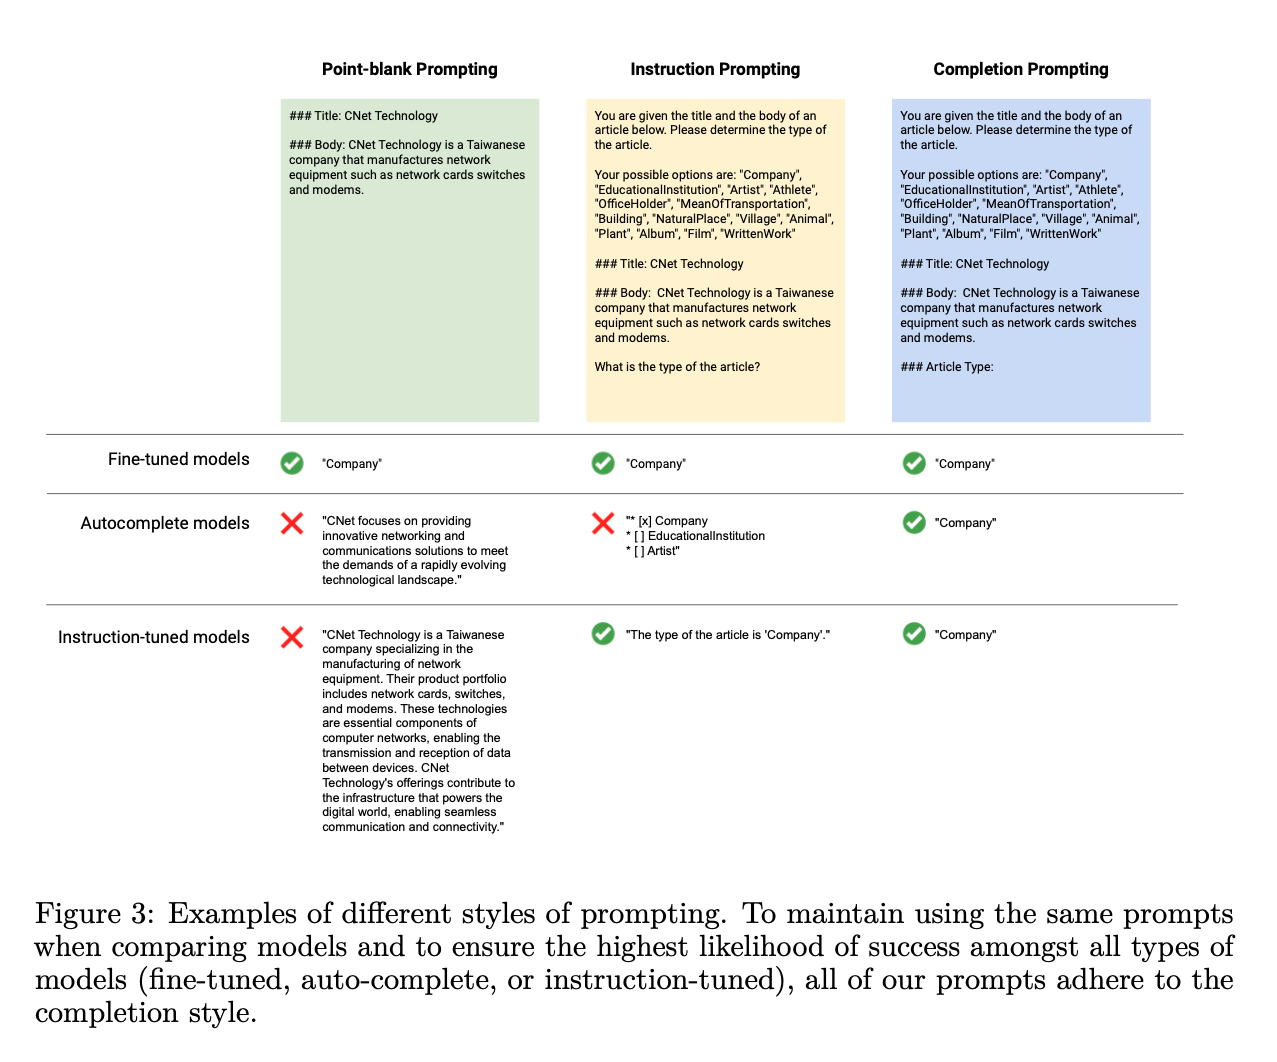 Point-blank Prompting
Instruction Prompting
Completion Prompting
### Title: CNet Technology
### Body: CNet Technology is a Taiwanese
company that manufactures network
equipment such as network cards switches
and modems.
You are given the title and the body of an
article below. Please determine the type of
the article.
Your possible options are: "Company",
"EducationalInstitution", "Artist", "Athlete",
"OfficeHolder", "MeanOfTransportation",
"Building", "NaturalPlace", "Village", "Animal",
"Plant", "Album", "Film", "WrittenWork"
### Title: CNet Technology
### Body:  CNet Technology is a Taiwanese
company that manufactures network
equipment such as network cards switches
and modems.
What is the type of the article?
You are given the title and the body of an
article below. Please determine the type of
the article.
Your possible options are: "Company",
"EducationalInstitution", "Artist", "Athlete",
"OfficeHolder", "MeanOfTransportation",
"Building", "NaturalPlace", "Village", "Animal",
"Plant", "Album", "Film", "WrittenWork"
### Title: CNet Technology
### Body:  CNet Technology is a Taiwanese
company that manufactures network
equipment such as network cards switches
and modems.
### Article Type:
Fine-tuned models
"Company"
"Company"
"Company"
Autocomplete models
"CNet focuses on providing
innovative networking and
communications solutions to meet
the demands of a rapidly evolving
technological landscape."
"* [x] Company
* [ ] EducationalInstitution
* [ ] Artist"
"Company"
Instruction-tuned models
"CNet Technology is a Taiwanese
company specializing in the
manufacturing of network
equipment. Their product portfolio
includes network cards, switches,
and modems. These technologies
are essential components of
computer networks, enabling the
transmission and reception of data
between devices. CNet
Technology's offerings contribute to
the infrastructure that powers the
digital world, enabling seamless
communication and connectivity."
"The type of the article is 'Company'."
"Company"
Figure 3: Examples of different styles of prompting. To maintain using the same prompts
when comparing models and to ensure the highest likelihood of success amongst all types of
models (fine-tuned, auto-complete, or instruction-tuned), all of our prompts adhere to the
completion style.